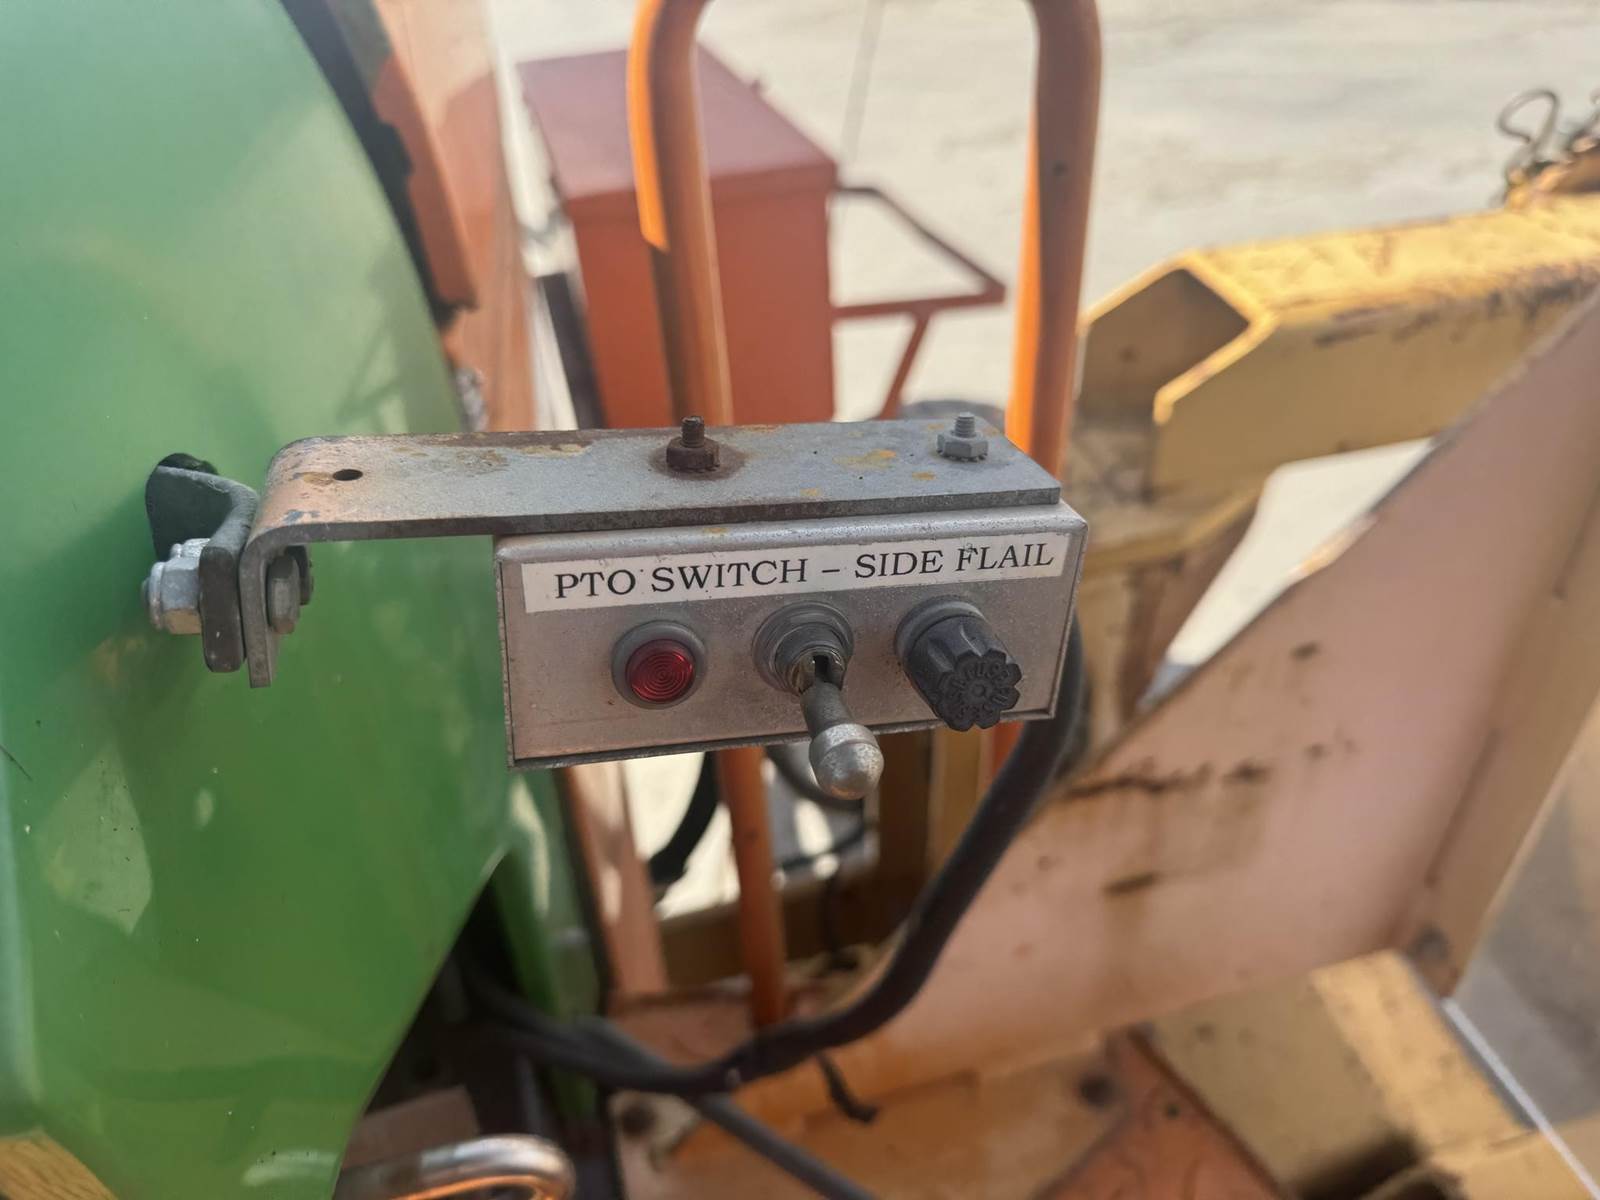 PTO SWITCH – SIDE FLAIL